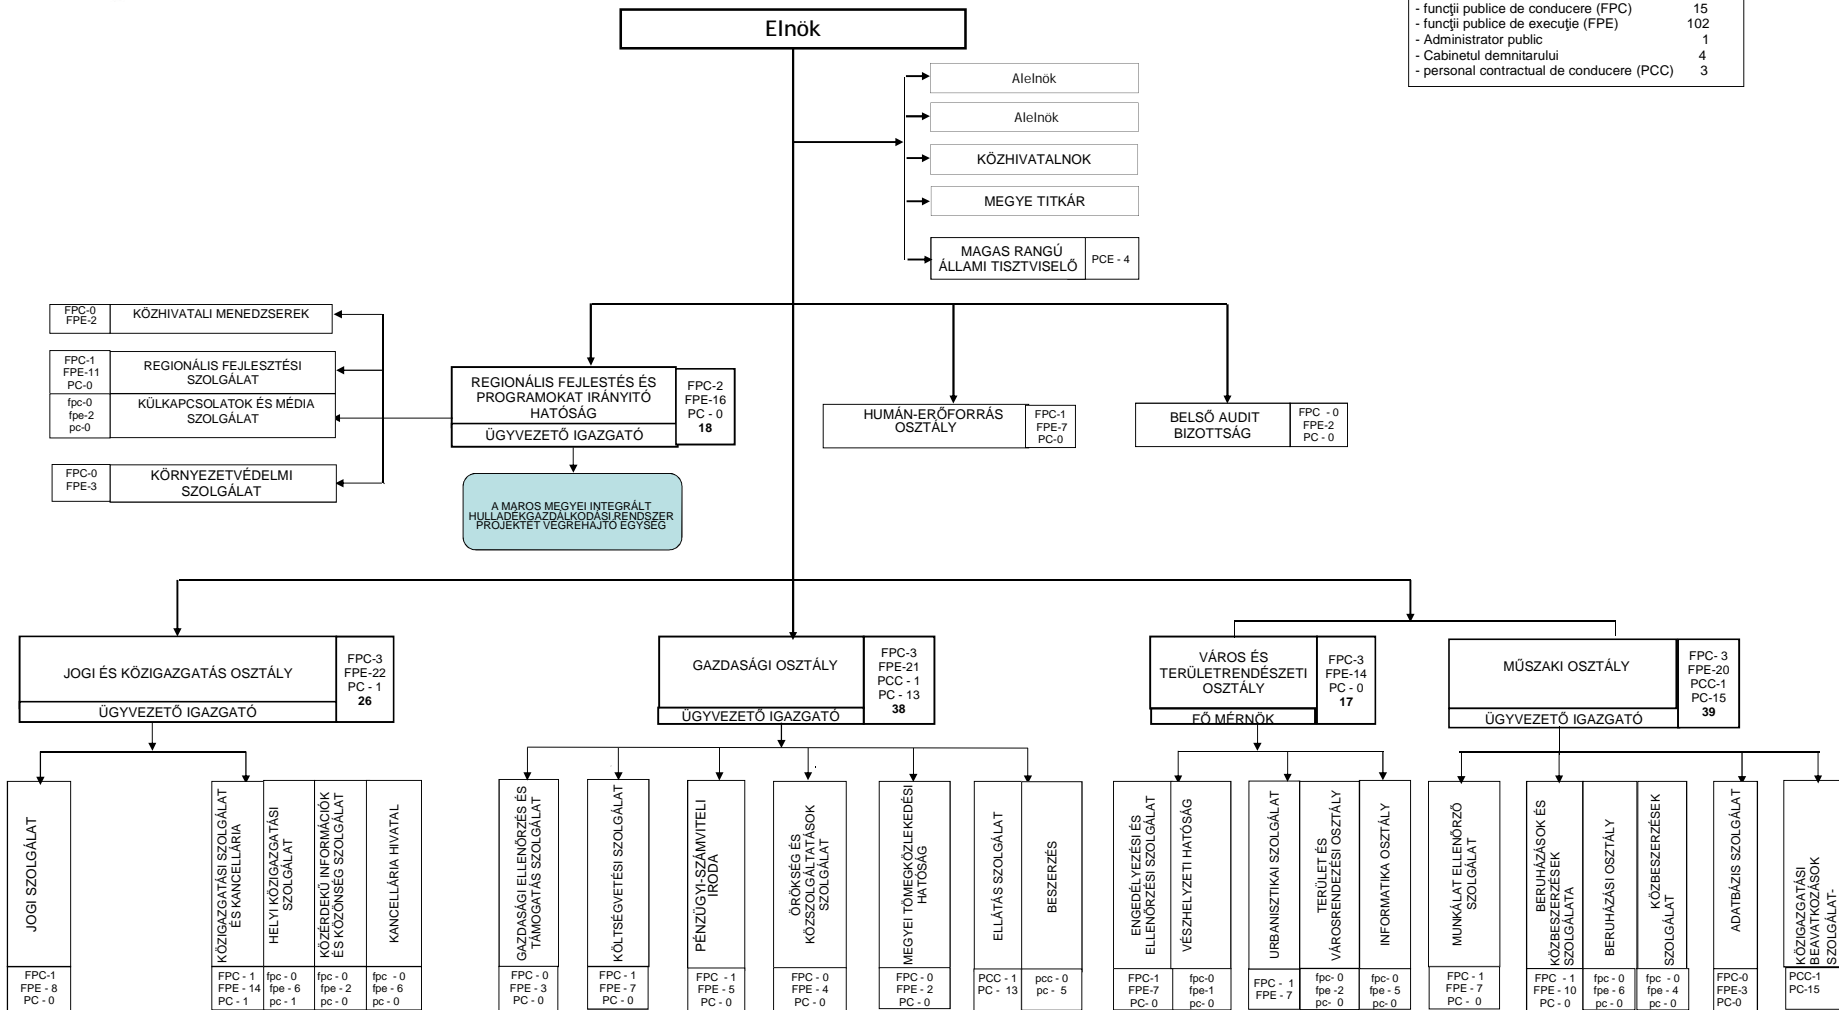 Elnök
- funcţii publice de conducere (FPC) 15
- funcţii publice de execuţie (FPE) 102
- Administrator public 1
- Cabinetul demnitarului 4
- personal contractual de conducere (PCC) 3
Alelnök
Alelnök
KÖZHIVATALNOK
MEGYE TITKÁR
MAGAS RANGÚ
ÁLLAMI TISZTVISELŐ
PCE - 4
FPC-0
FPE-2
KÖZHIVATALI MENEDZSEREK
FPC-1
FPE-11
PC-0
REGIONÁLIS FEJLESZTÉSI
SZOLGÁLAT
fpc-0
fpe-2
pc-0
KÜLKAPCSOLATOK ÉS MÉDIA
SZOLGÁLAT
FPC-0
FPE-3
KÖRNYEZETVÉDELMI
SZOLGÁLAT
REGIONÁLIS FEJLESTÉS ÉS
PROGRAMOKAT IRÁNYITÓ
HATÓSÁG
ÜGYVEZETŐ IGAZGATÓ
FPC-2
FPE-16
PC - 0
18
A MAROS MEGYEI INTEGRÁLT
HULLADÉKGAZDÁLKODÁSI RENDSZER
PROJEKTET VÉGREHAJTÓ EGYSÉG
HUMÁN-ERŐFORRÁS
OSZTÁLY
FPC-1
FPE-7
PC-0
BELSŐ AUDIT
BIZOTTSÁG
FPC - 0
FPE-2
PC - 0
JOGI ÉS KÖZIGAZGATÁS OSZTÁLY
ÜGYVEZETŐ IGAZGATÓ
FPC-3
FPE-22
PC - 1
26
GAZDASÁGI OSZTÁLY
ÜGYVEZETŐ IGAZGATÓ
FPC-3
FPE-21
PCC - 1
PC - 13
38
VÁROS ÉS
TERÜLETRENDÉSZETI
OSZTÁLY
FŐ MÉRNÖK
FPC-3
FPE-14
PC - 0
17
MŰSZAKI OSZTÁLY
ÜGYVEZETŐ IGAZGATÓ
FPC- 3
FPE-20
PCC-1
PC-15
39
JOGI SZOLGÁLAT
FPC-1
FPE - 8
PC - 0
KÖZIGAZGATÁSI SZOLGÁLAT
ÉS KANCELLÁRIA
FPC - 1
FPE - 14
PC - 1
HELYI KÖZIGAZGATÁSI
SZOLGÁLAT
fpc - 0
fpe - 6
pc - 1
KÖZÉRDEKŰ INFORMÁCIÓK
ÉS KÖZÖNSÉG SZOLGÁLAT
fpc - 0
fpe - 2
pc - 0
KANCELLÁRIA HIVATAL
fpc - 0
fpe - 6
pc - 0
GAZDASÁGI ELLENŐRZÉS ÉS
TÁMOGATÁS SZOLGÁLAT
FPC - 0
FPE - 3
PC - 0
KÖLTSÉGVETÉSI SZOLGÁLAT
FPC - 1
FPE - 7
PC - 0
PÉNZÜGYI-SZÁMVITELI
IRODA
FPC - 1
FPE - 5
PC - 0
ÖRÖKSÉG ÉS
KÖZSZOLGÁLTATÁSOK
SZOLGÁLAT
FPC - 0
FPE - 4
PC - 0
MEGYEI TÖMEGKÖZLEKEDÉSI
HATÓSÁG
FPC - 0
FPE - 2
PC - 0
ELLÁTÁS SZOLGÁLAT
PCC - 1
PC - 13
BESZERZÉS
pcc - 0
pc - 5
ENGEDÉLYEZÉSI ÉS
ELLENŐRZÉSI SZOLGÁLAT
FPC-1
FPE-7
PC- 0
VÉSZHELYZETI HATÓSÁG
fpc-0
fpe-1
pc- 0
URBANISZTIKAI SZOLGÁLAT
FPC - 1
FPE - 7
TERÜLET ÉS
VÁROSRENDEZÉSI OSZTÁLY
fpc- 0
fpe -2
pc- 0
INFORMATIKA OSZTÁLY
fpc- 0
fpe - 5
pc- 0
MUNKÁLAT ELLENŐRZŐ
SZOLGÁLAT
FPC - 1
FPE - 7
PC - 0
BERUHÁZÁSOK ÉS
KÖZBESZERZÉSEK
SZOLGÁLATA
FPC - 1
FPE - 10
PC - 0
BERUHÁZÁSI OSZTÁLY
fpc - 0
fpe - 6
pc - 0
KÖZBESZERZÉSEK
SZOLGÁLAT
fpc - 0
fpe - 4
pc - 0
ADATBÁZIS SZOLGÁLAT
FPC-0
FPE-3
PC-0
KÖZIGAZGATÁSI
BEAVATKOZÁSOK
SZOLGÁLAT-
PCC-1
PC-15